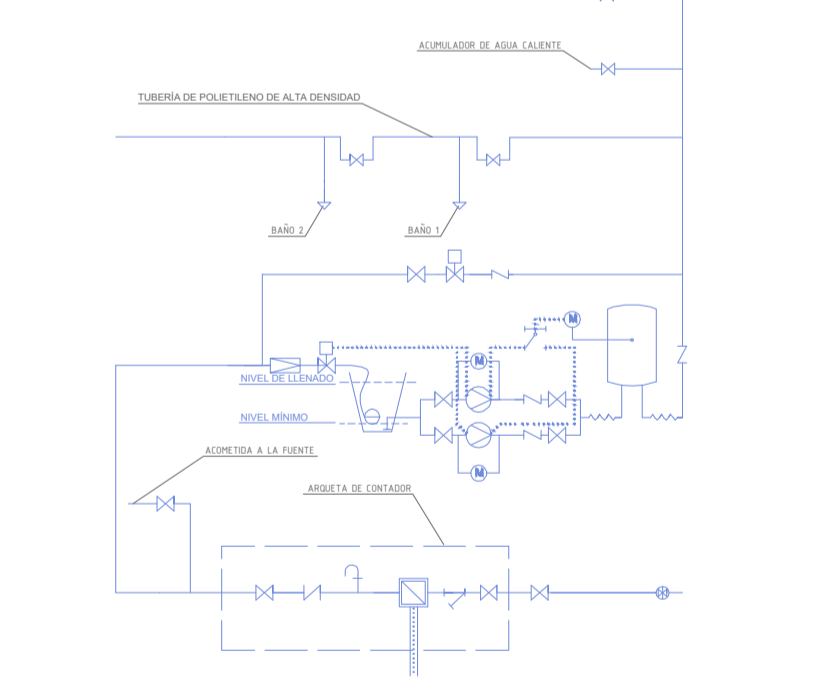 ACUMULADOR DE AGUA CALIENTE
TUBERÍA DE POLIETILENO DE ALTA DENSIDAD
BAÑO 2
BAÑO 1
M
M
NIVEL DE LLENADO
NIVEL MÍNIMO
ACOMETIDA A LA FUENTE
M
ARQUETA DE CONTADOR